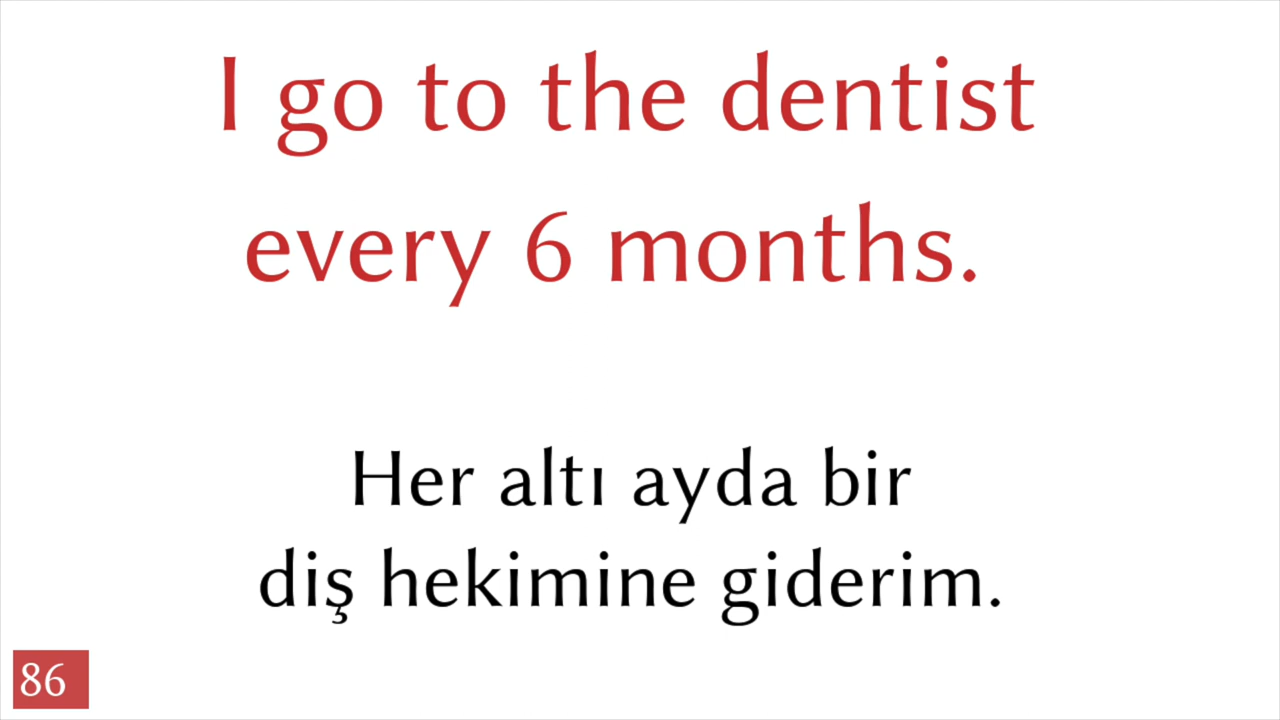 I go to the dentist
every 6 months.
Her altı ayda bir
diş hekimine giderim.
86